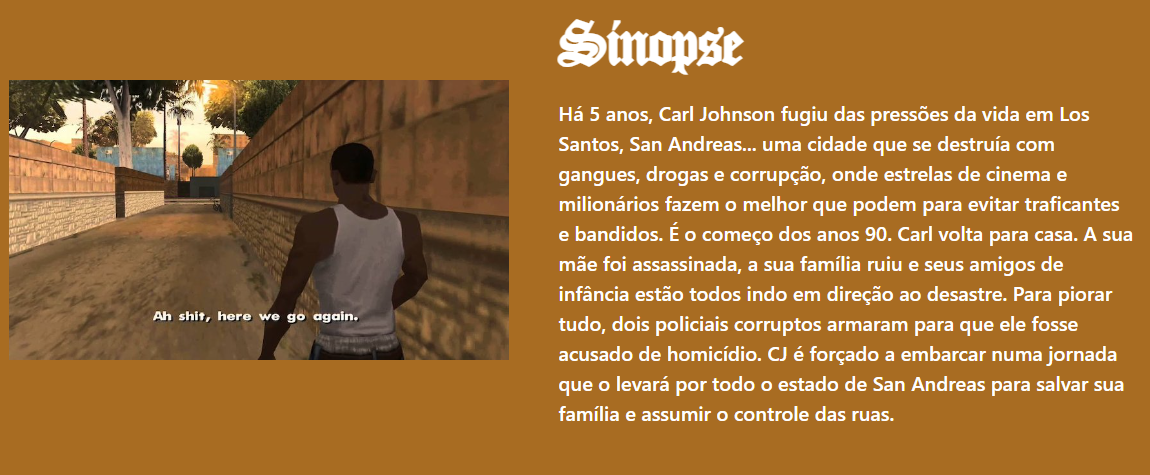 Sinopse
Há 5 anos, Carl Johnson fugiu das pressões da vida em Los
Santos, San Andreas... uma cidade que se destruía com
gangues, drogas e corrupção, onde estrelas de cinema e
milionários fazem o melhor que podem para evitar traficantes
e bandidos. É o começo dos anos 90. Carl volta para casa. A sua
mãe foi assassinada, a sua família ruiu e seus amigos de
infância estão todos indo em direção ao desastre. Para piorar
tudo, dois policiais corruptos armaram para que ele fosse
acusado de homicídio. CJ é forçado a embarcar numa jornada
que o levará por todo o estado de San Andreas para salvar sua
família e assumir o controle das ruas.
Ah shit, here we go again.